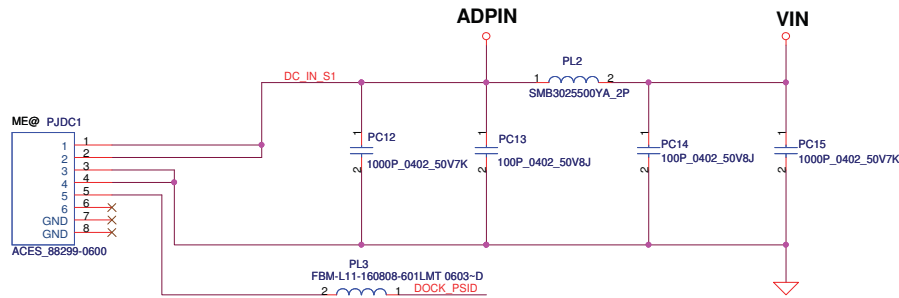 ADPIN
VIN
DC_IN_S1
PL2
1
2
SMB3025500YA_2P
ME@ PJDC1
1 1
2 2
3 3
4 4
5 5
6 6
GND 7
GND 8
ACES_88299-0600
1
PC12
1000P_0402_50V7K
2
1
PC13
100P_0402_50V8J
2
1
PC14
100P_0402_50V8J
2
1
PC15
1000P_0402_50V7K
2
PL3
FBM-L11-160808-601LMT 0603~D
2
1
DOCK_PSID